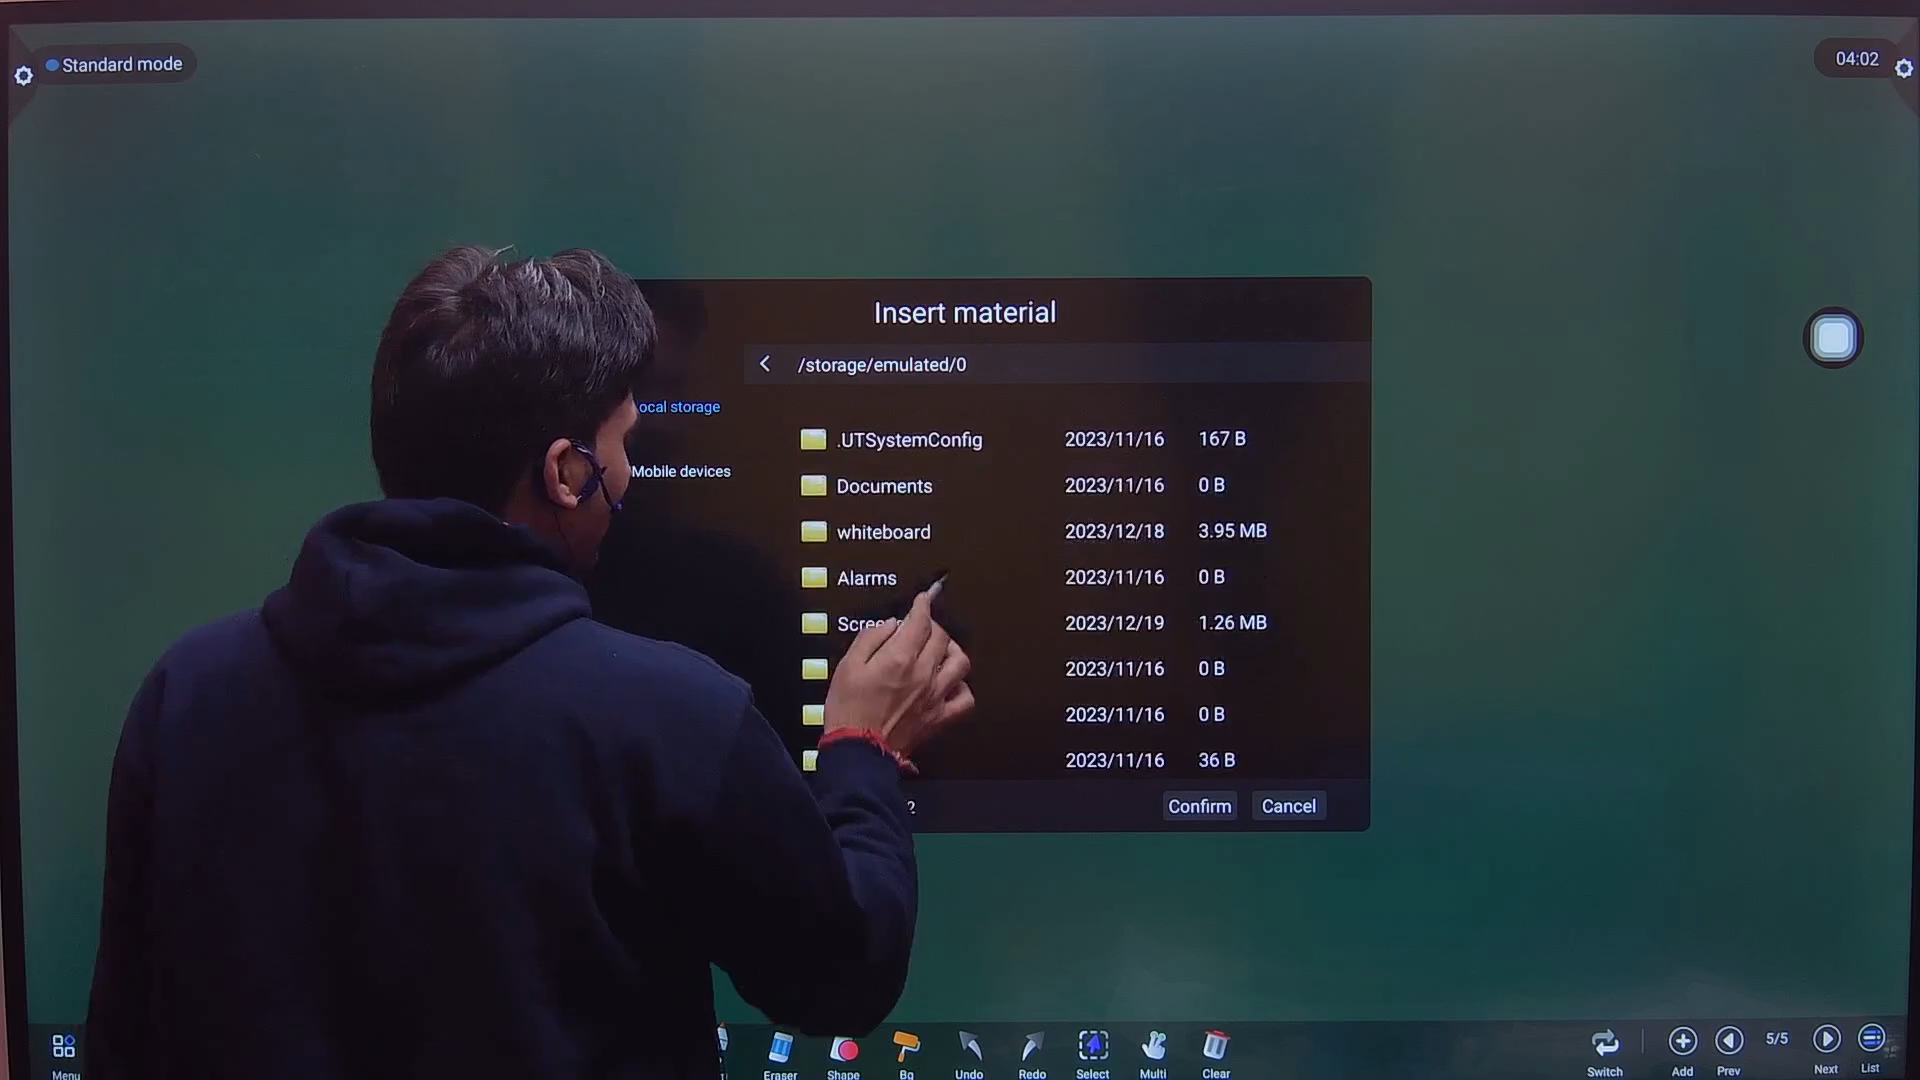 Standard mode
04:02
Insert material
/storage/emulated/0
ocal storage
Mobile devices
.UTSystemConfig 2023/11/16 167 B
Documents 2023/11/16 0 B
whiteboard 2023/12/18 3.95 MB
Alarms 2023/11/16 0 B
2023/12/19 1.26 MB
2023/11/16 0 B
2023/11/16 0 B
2023/11/16 36 B
Confirm Cancel
Menu Eraser Shape Bg Undo Redo Select Multi Clear Switch Add Prev 5/5 Next List